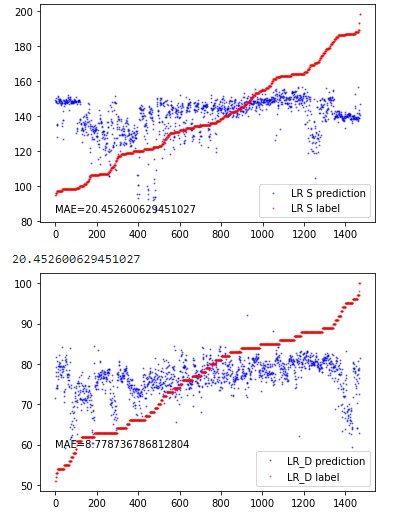 200
180
160
140
120
100
80
MAE=20.452600629451027
LR S prediction
LR S label
0 200 400 600 800 1000 1200 1400
20.452600629451027
100
90
80
70
60
50
MAE=8.778736786812804
LR_D prediction
LR_D label
0 200 400 600 800 1000 1200 1400